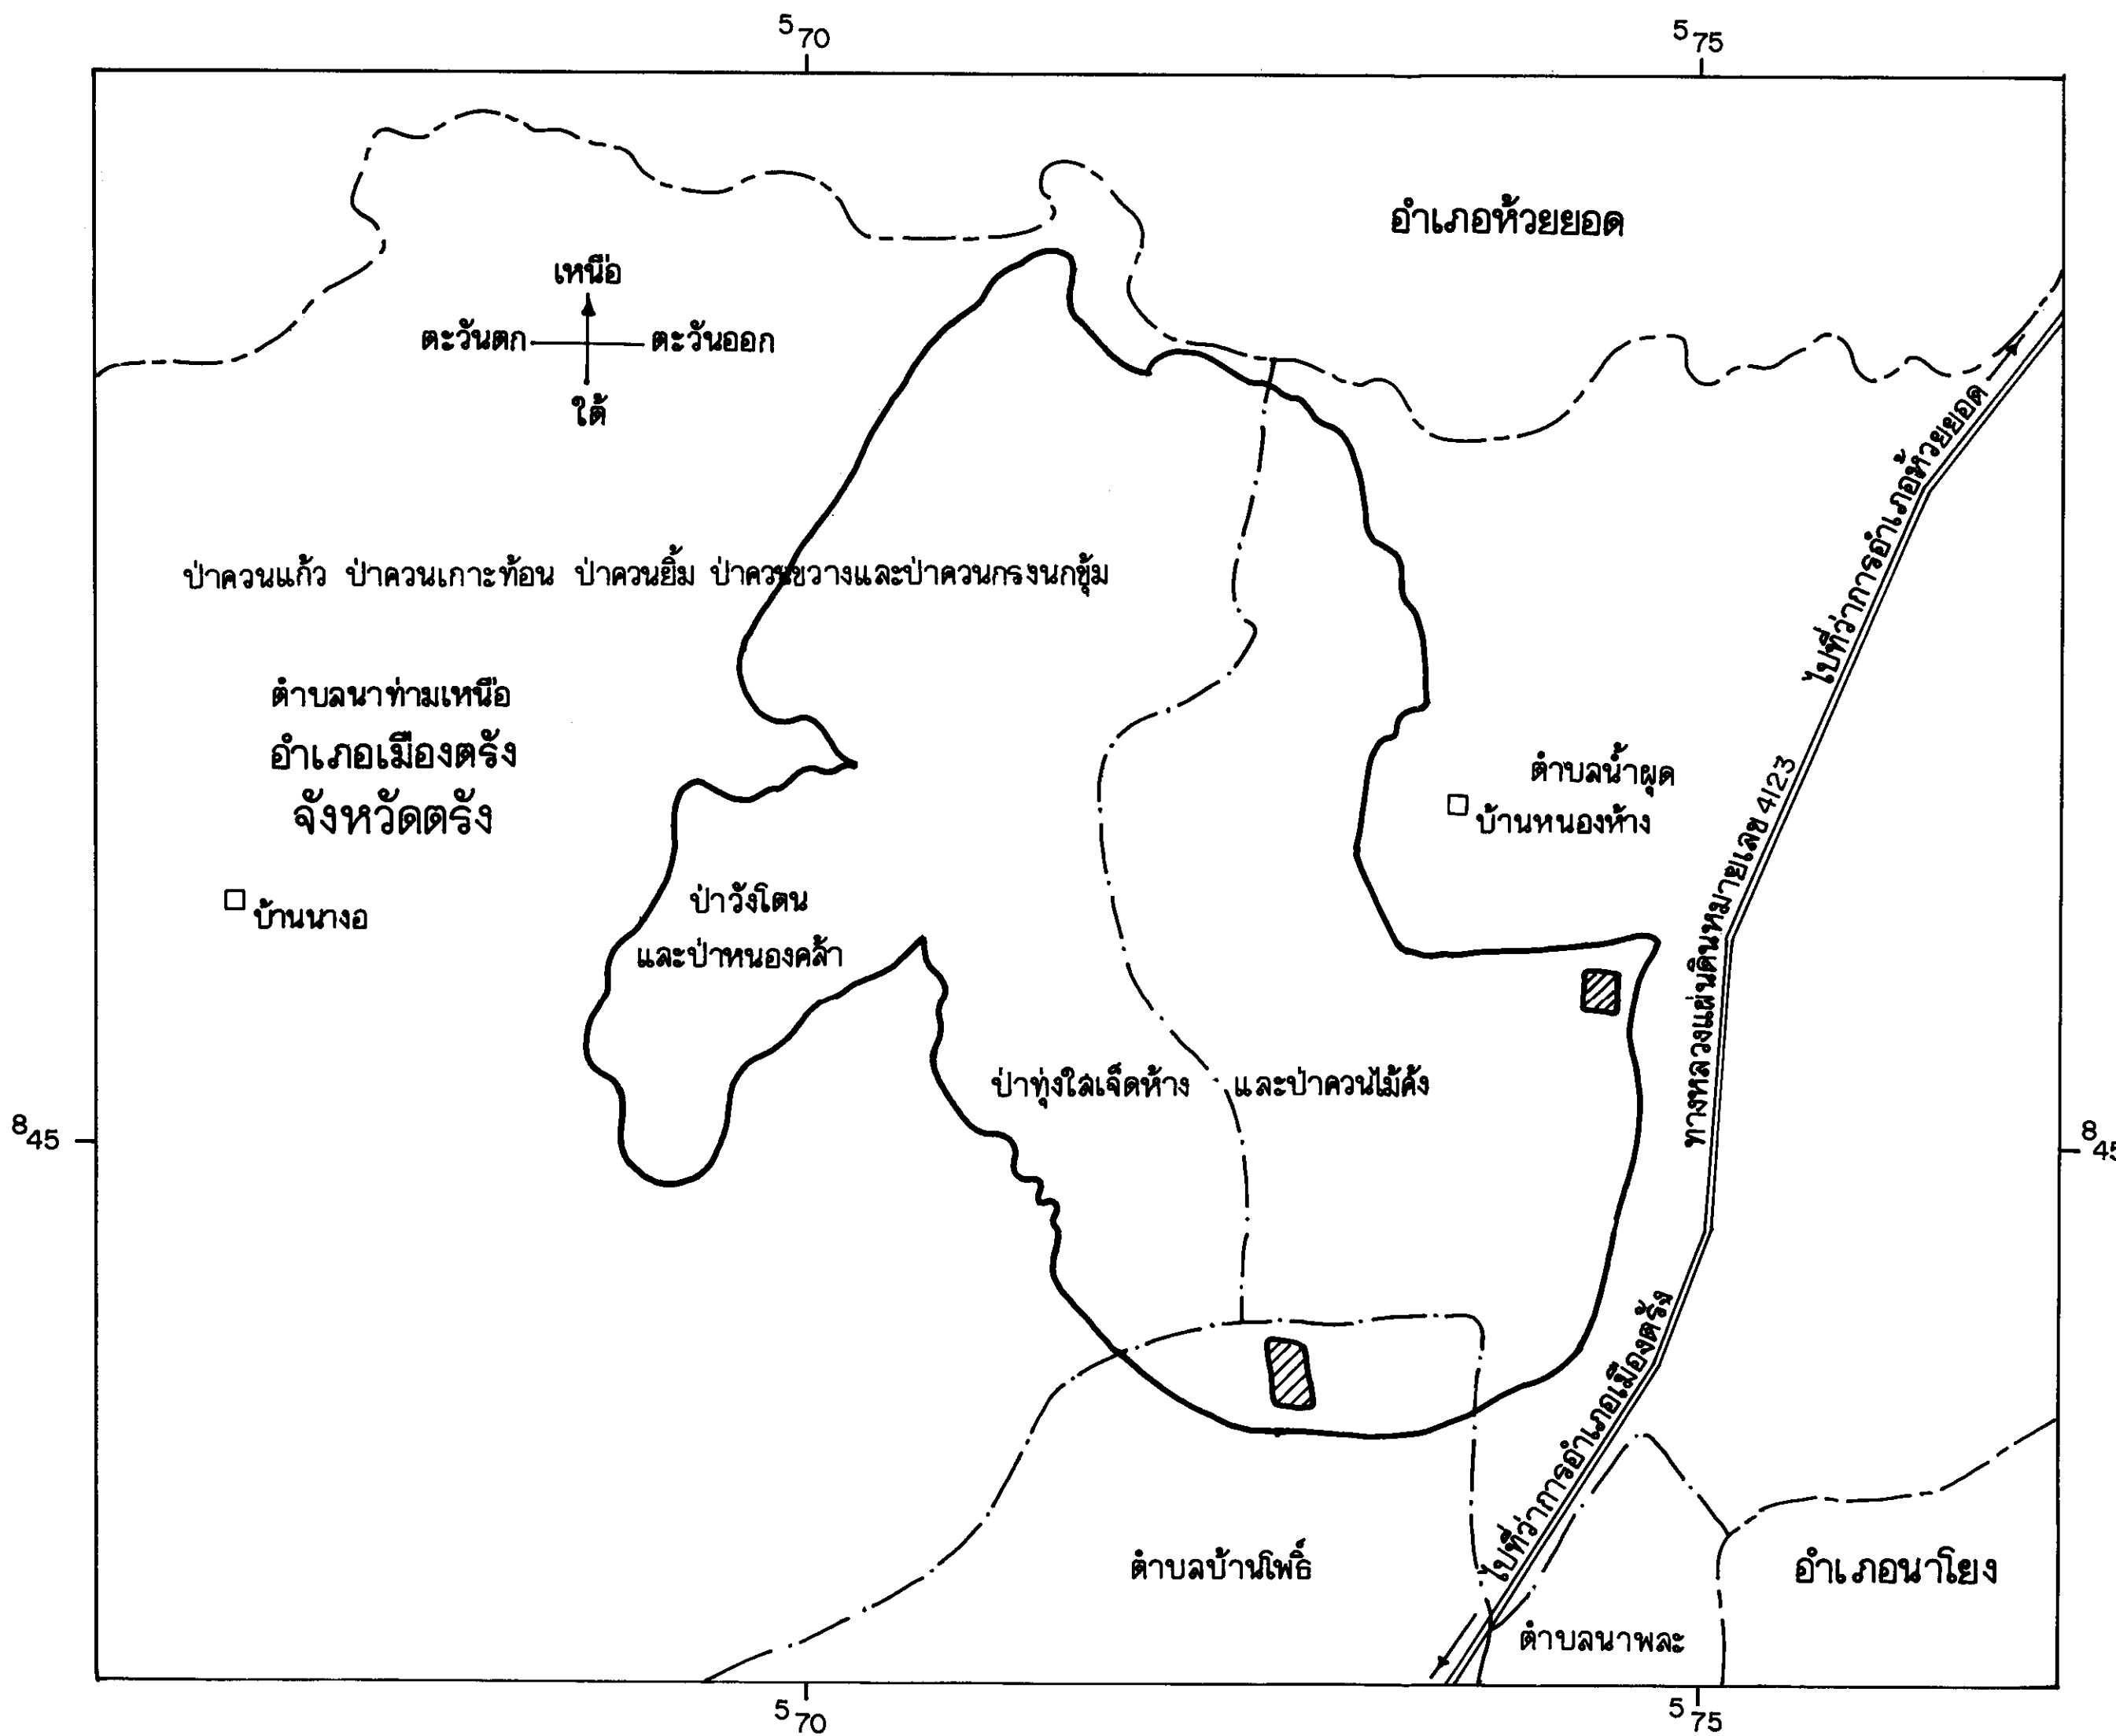 570
575
อำเภอห้วยยอด
เหนือ
ตะวันตก
ตะวันออก
ใต้
ไปที่ว่าการอำเภอห้วยยอด
ป่าควนแก้ว ป่าควนเกาะท้อน ป่าควนยิ้ม ป่าควนขวางและป่าควนกรงนกขุ้ม
ตำบลนาท่ามเหนือ
อำเภอเมืองตรัง
จังหวัดตรัง
ตำบลน้ำผุด
บ้านหนองห้าง
ทางหลวงแผ่นดินหมายเลข 4123
บ้านนางอ
ป่าวังโตน
และป่าหนองคล้า
ป่าทุ่งใสเจ็ดห้าง และป่าควนไม้ค้ง
845
845
ไปที่ว่าการอำเภอเมืองตรัง
ตำบลบ้านโพธิ์
อำเภอนาโยง
ตำบลนาพละ
570
575